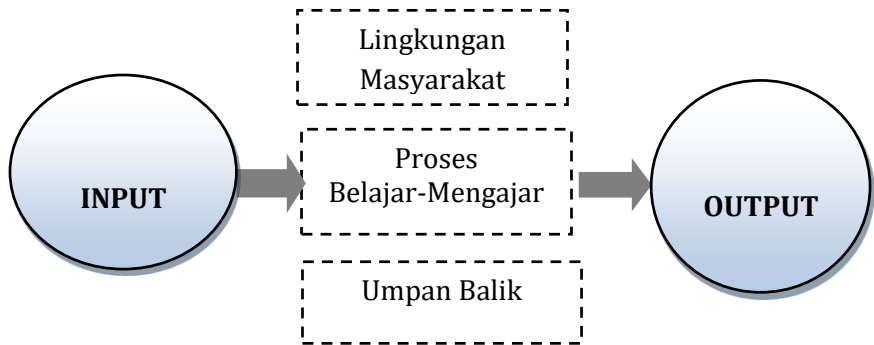 Lingkungan
Masyarakat
INPUT
Proses
Belajar-Mengajar
OUTPUT
Umpan Balik